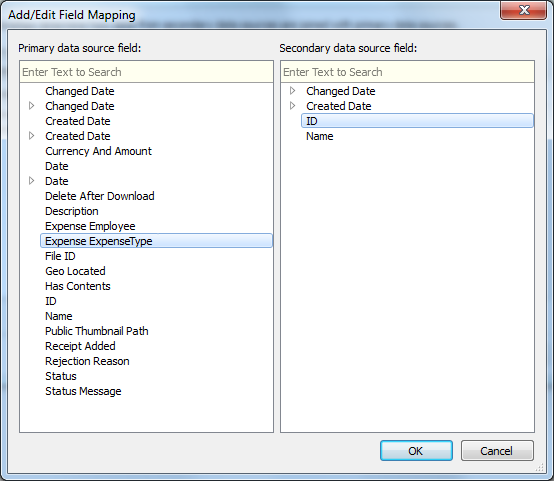 Add/Edit Field Mapping
Primary data source field:
Enter Text to Search
Changed Date
Changed Date
Created Date
Created Date
Currency And Amount
Date
Date
Delete After Download
Description
Expense Employee
Expense ExpenseType
File ID
Geo Located
Has Contents
ID
Name
Public Thumbnail Path
Receipt Added
Rejection Reason
Status
Status Message
Secondary data source field:
Enter Text to Search
Changed Date
Created Date
ID
Name
OK
Cancel